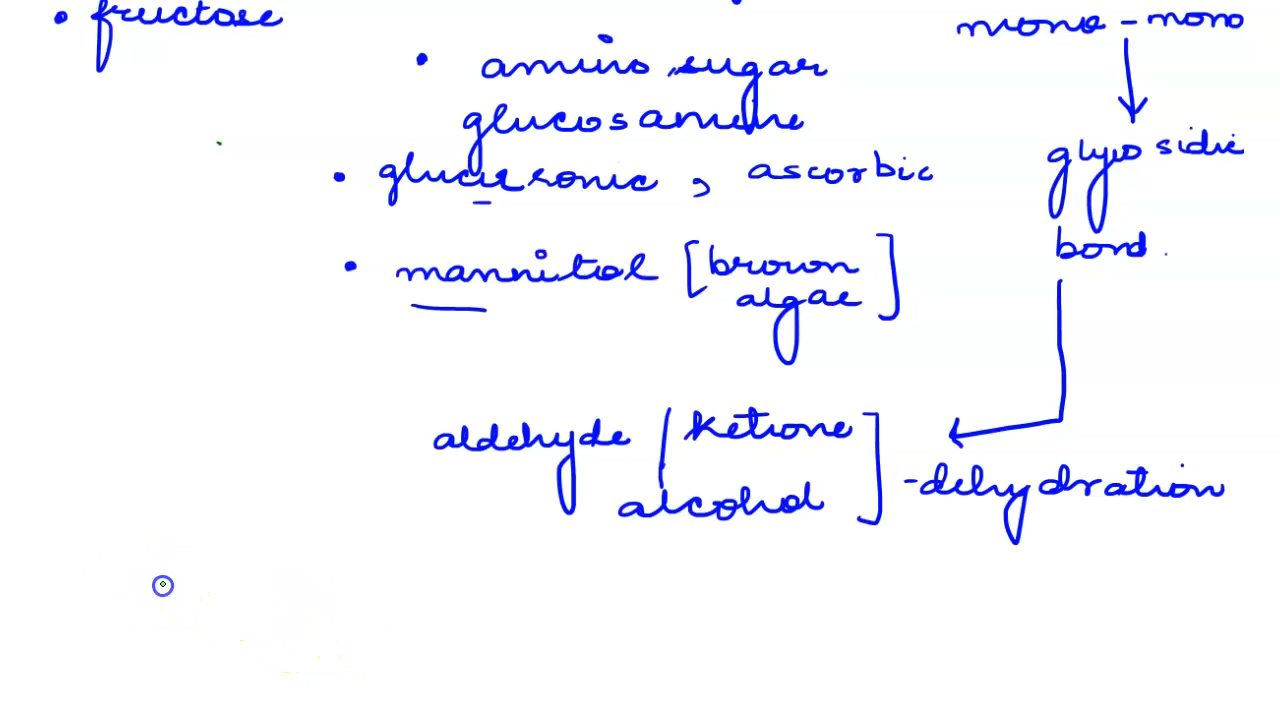 • fructose
• amino sugar
glucosamine
• glucuronic , ascorbic
• mannitol [brown
algae]
mono - mono
glycosidic
bond
aldehyde / ketone
alcohol
- dehydration